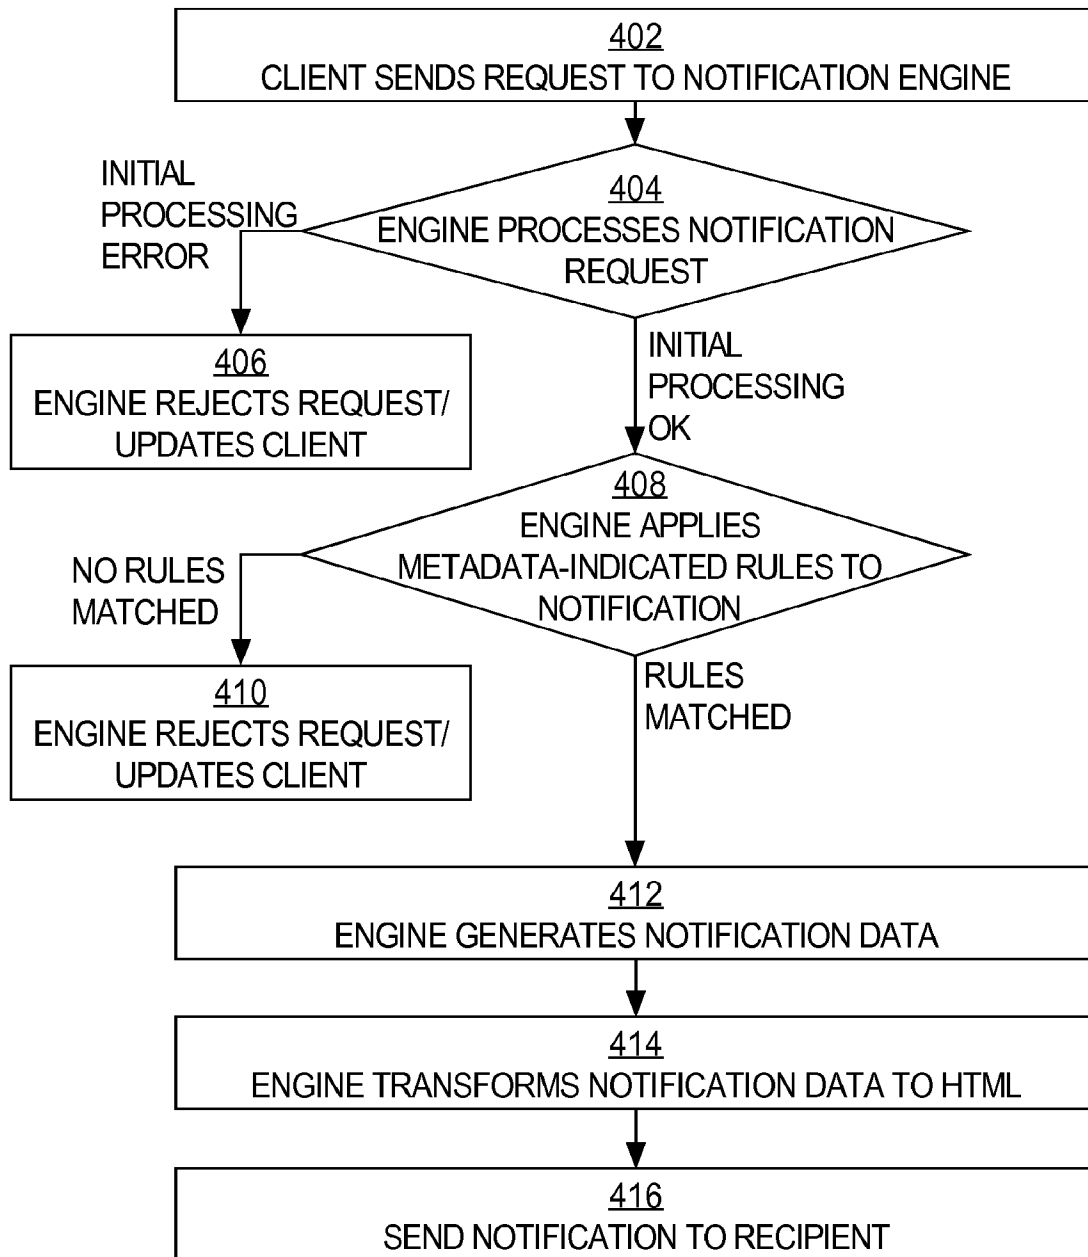 402
CLIENT SENDS REQUEST TO NOTIFICATION ENGINE
INITIAL
PROCESSING
ERROR
404
ENGINE PROCESSES NOTIFICATION
REQUEST
406
ENGINE REJECTS REQUEST/
UPDATES CLIENT
INITIAL
PROCESSING
OK
408
ENGINE APPLIES
METADATA-INDICATED RULES TO
NOTIFICATION
NO RULES
MATCHED
410
ENGINE REJECTS REQUEST/
UPDATES CLIENT
RULES
MATCHED
412
ENGINE GENERATES NOTIFICATION DATA
414
ENGINE TRANSFORMS NOTIFICATION DATA TO HTML
416
SEND NOTIFICATION TO RECIPIENT